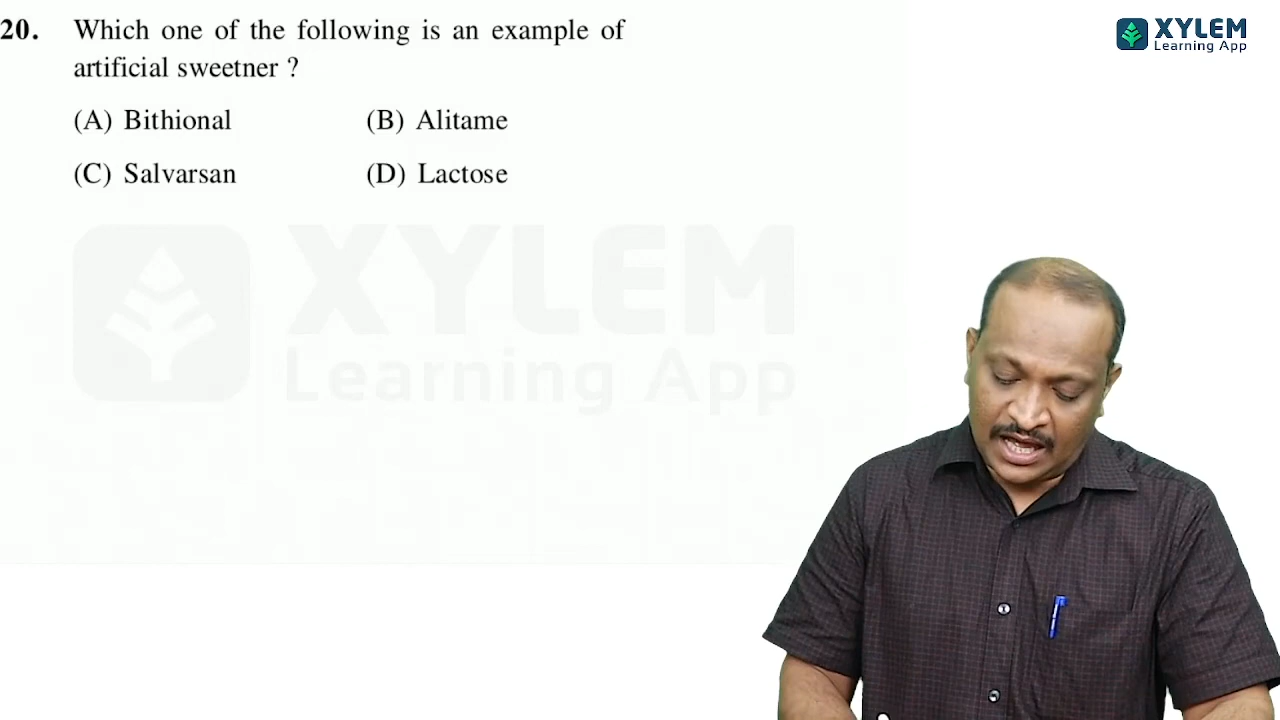 XYLEM
Learning App
20. Which one of the following is an example of
artificial sweetner ?
(A) Bithional (B) Alitame
(C) Salvarsan (D) Lactose
XYLEM
Learning App